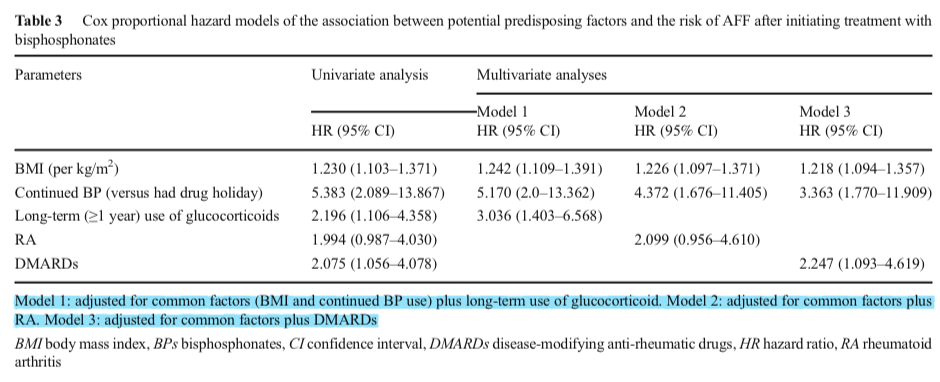 Table 3 Cox proportional hazard models of the association between potential predisposing factors and the risk of AFF after initiating treatment with
bisphosphonates
Parameters Univariate analysis Multivariate analyses
Model 1 Model 2 Model 3
HR (95% CI) HR (95% CI) HR (95% CI) HR (95% CI)
BMI (per kg/m²) 1.230 (1.103–1.371) 1.242 (1.109–1.391) 1.226 (1.097–1.371) 1.218 (1.094–1.357)
Continued BP (versus had drug holiday) 5.383 (2.089–13.867) 5.170 (2.0–13.362) 4.372 (1.676–11.405) 3.363 (1.770–11.909)
Long-term (≥1 year) use of glucocorticoids 2.196 (1.106–4.358) 3.036 (1.403–6.568)
RA 1.994 (0.987–4.030) 2.099 (0.956–4.610)
DMARDs 2.075 (1.056–4.078) 2.247 (1.093–4.619)
Model 1: adjusted for common factors (BMI and continued BP use) plus long-term use of glucocorticoid. Model 2: adjusted for common factors plus
RA. Model 3: adjusted for common factors plus DMARDs
BMI body mass index, BPs bisphosphonates, CI confidence interval, DMARDs disease-modifying anti-rheumatic drugs, HR hazard ratio, RA rheumatoid
arthritis